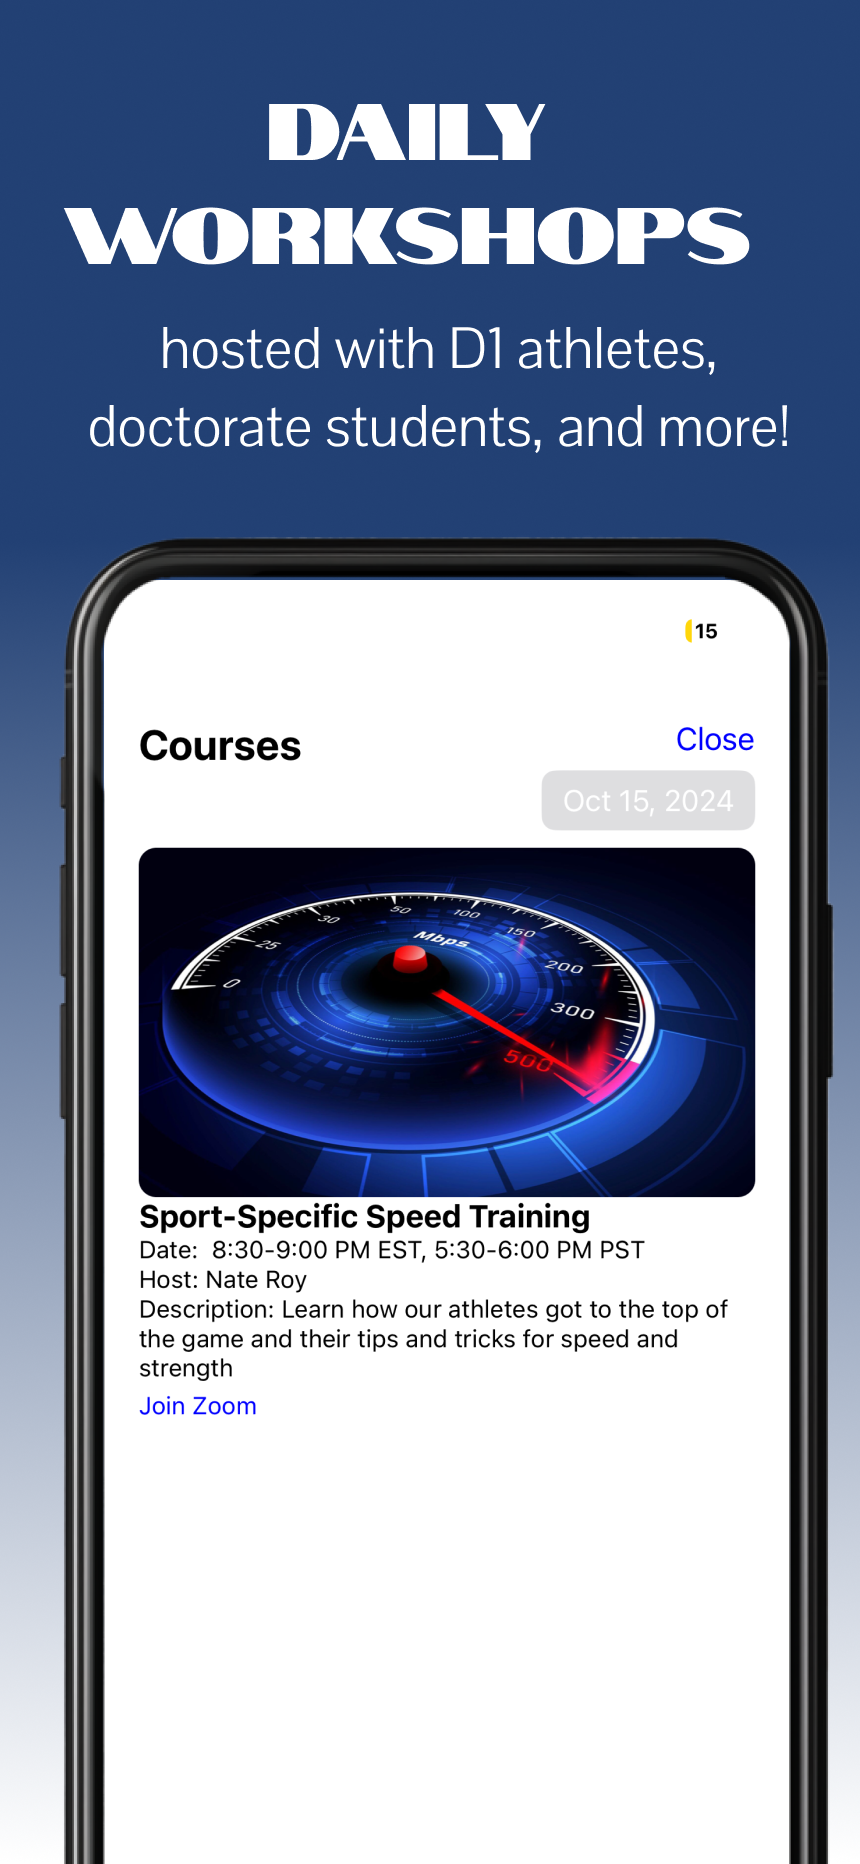 DAILY
WORKSHOPS
hosted with D1 athletes,
doctorate students, and more!
15
Courses
Close
Oct 15, 2024
0
25
30
50
100
150
200
300
500
Mbps
Sport-Specific Speed Training
Date:  8:30-9:00 PM EST, 5:30-6:00 PM PST
Host: Nate Roy
Description: Learn how our athletes got to the top of
the game and their tips and tricks for speed and
strength
Join Zoom